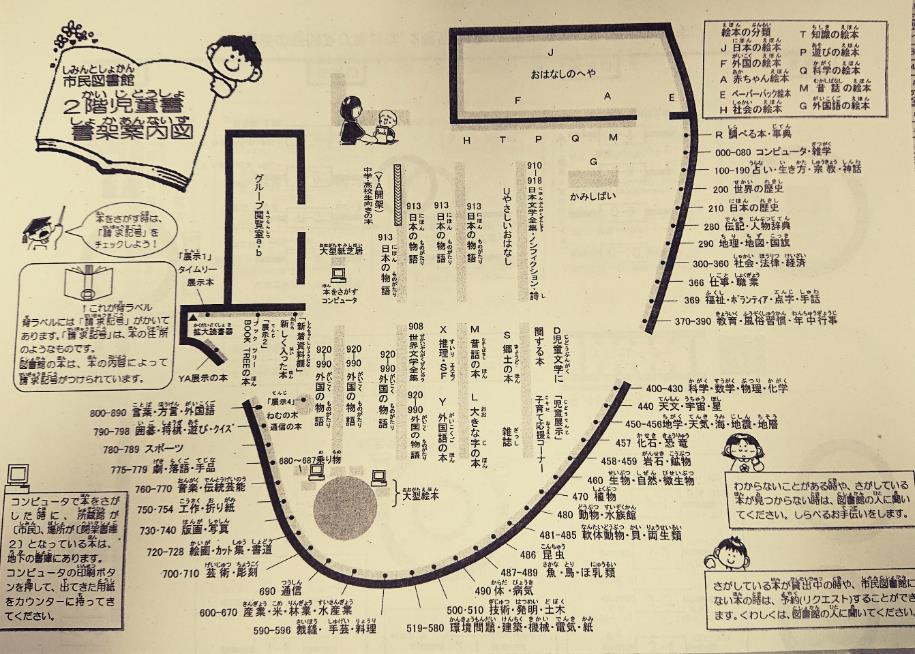 市民図書館
2階児童書
書架案内図
本をさがす時は、
「請求記号」を
チェックしよう!
↑これが背ラベル
背ラベルには「請求記号」がかいて
あります。「請求記号」は、本の住所
のようなものです。
図書館の本は、本の内容によって
請求記号がつけられています。
「展示1」
タイムリー
展示本
グループ閲覧室a・b
拡大読書器
YA展示の本
「展示2」
ブックツリー
BOOK TREEの本
「新着資料棚」
新しく入った本
「展示4」
ねむの木
通信の本
大型紙芝居
本をさがす
コンピュータ
(YA開架)
中学・高校生向きの本
913 日本の物語
913 日本の物語
913 日本の物語
913 日本の物語
リやさしいおはなし
910-918 日本文学全集・ノンフィクション・詩
かみしばい
J
おはなしのへや
F
A
E
H
T
P
Q
M
G
絵本の分類
J 日本の絵本
F 外国の絵本
A 赤ちゃん絵本
E ペーパーバック絵本
H 社会の絵本
T 知識の絵本
P 遊びの絵本
Q 科学の絵本
M 昔話の絵本
G 外国語の絵本
R 調べる本・事典
000-080 コンピュータ・雑学
100-190 占い・生き方・宗教・神話
200 世界の歴史
210 日本の歴史
280 伝記・人物辞典
290 地理・地図・国旗
300-360 社会・法律・経済
366 仕事・職業
369 福祉・ボランティア・点字・手話
370-390 教育・風俗習慣・年中行事
920-990 外国の物語
920-990 外国の物語
920-990 外国の物語
908 世界文学全集
920-990 外国の物語
X 推理・SF
Y 外国語の本
M 昔話の本
L 大きな字の本
S 郷土の本
雑誌
D児童文学に
関する本
「児童展示」
子育て応援コーナー
680〜687乗り物
大型絵本
400-430 科学・数学・物理・化学
440 天文・宇宙・星
450-456 地学・天気・海・地震・地層
457 化石・恐竜
458-459 岩石・鉱物
460 生物・自然・微生物
470 植物
480 動物・水族館
481-485 軟体動物・貝・両生類
486 昆虫
487-489 魚・鳥・ほ乳類
490 体・病気
500-510 技術・発明・土木
519-580 環境問題・建築・機械・電気・紙
800-890 言葉・方言・外国語
790-798 囲碁・将棋・遊び・クイズ
780-789 スポーツ
775-779 劇・落語・手品
760-770 音楽・伝統芸能
750-754 工作・折り紙
730-740 版画・写真
720-728 絵画・カット集・書道
700-710 芸術・彫刻
690 通信
600-670 産業・米・林業・水産業
590-596 裁縫・手芸・料理
コンピュータで本をさが
した時に、所蔵館が
〔市民〕、場所が〔閉架書庫
2〕となっている本は、
地下の書庫にあります。
コンピュータの印刷ボタ
ンを押して、出てきた用紙
をカウンターに持ってき
てください。
わからないことがある時や、さがしている
本が見つからない時は、図書館の人に聞い
てください。しらべるお手伝いをします。
さがしている本が貸出中の時や、市民図書館に
ない本の時は、予約(リクエスト)することができ
ます。くわしくは、図書館の人に聞いてください。